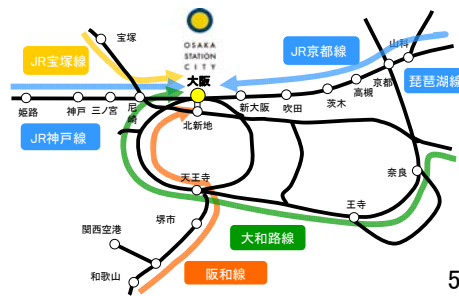 OSAKA
STATION
CITY
宝塚
JR宝塚線
大阪
JR京都線
山科
京都
琵琶湖線
高槻
茨木
吹田
新大阪
姫路
神戸
三ノ宮
尼崎
北新地
JR神戸線
天王寺
奈良
王寺
堺市
大和路線
関西空港
阪和線
和歌山
5